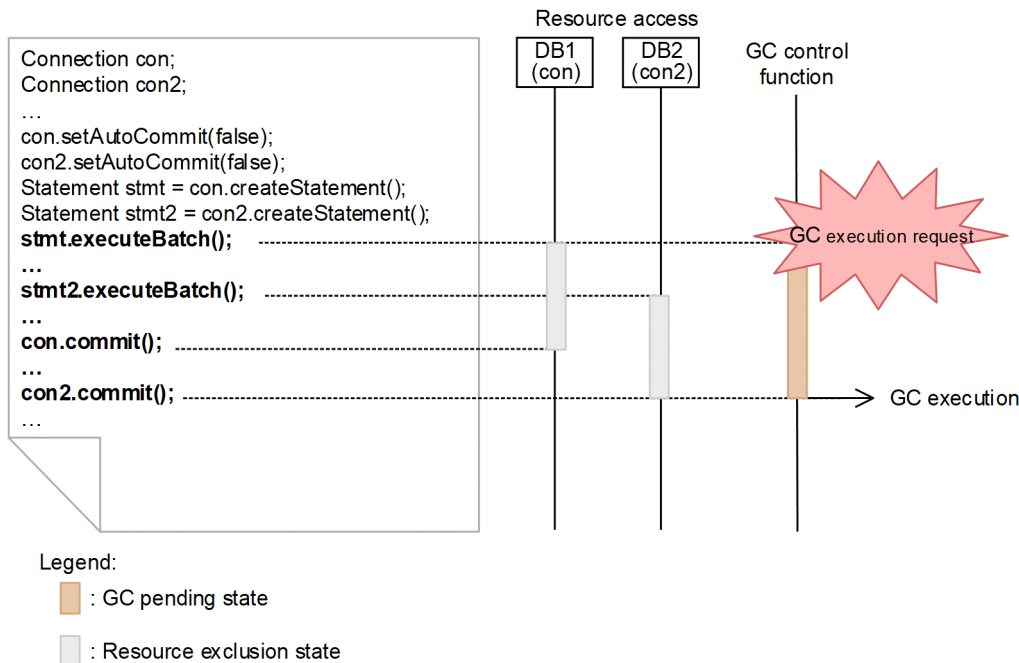 Resource access
Connection con;
Connection con2;
…
con.setAutoCommit(false);
con2.setAutoCommit(false);
Statement stmt = con.createStatement();
Statement stmt2 = con2.createStatement();
stmt.executeBatch();
…
stmt2.executeBatch();
…
con.commit();
…
con2.commit();
…
DB1
(con)
DB2
(con2)
GC control
function
GC execution request
GC execution
Legend:
: GC pending state
: Resource exclusion state